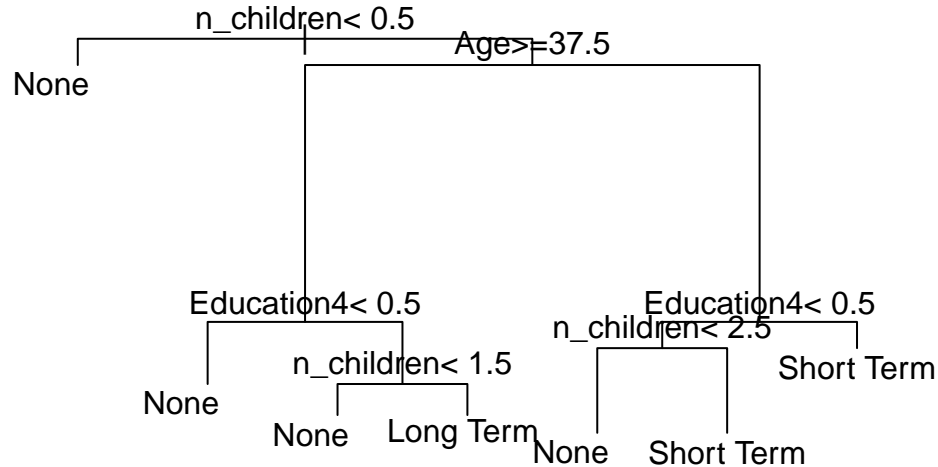 n_children< 0.5
Age>=37.5
None
Education4< 0.5
Education4< 0.5
n_children< 2.5
n_children< 1.5
Short Term
None
None
Long Term
None
Short Term